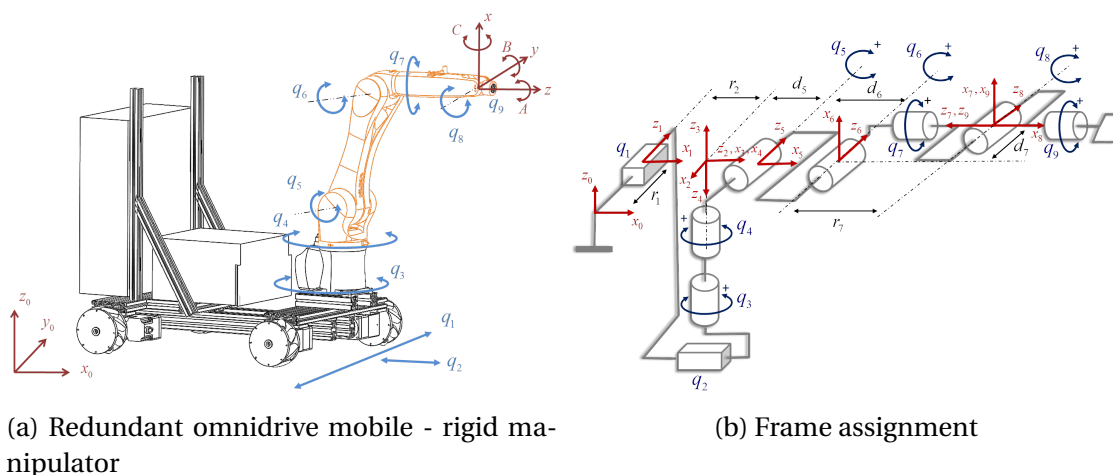 C
x
B
y
z
A
q7
q6
q9
q8
q5
q4
q3
q1
q2
z0
y0
x0
q5
+
q6
+
q8
+
r2
d5
d6
x7, x9
z8
z1
z3
x6
z5
z6
+
z7, z9
q1
x1
z2, x3, x4
x5
d7
x8
q7
q9
+
z0
x2
r1
z4
x0
r7
+
q4
+
q3
q2
(a) Redundant omnidrive mobile - rigid ma-
nipulator
(b) Frame assignment